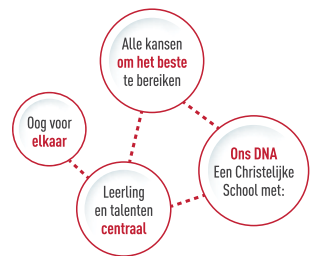 Alle kansen
om het beste
te bereiken
Oog voor
elkaar
Ons DNA
Een Christelijke
School met:
Leerling
en talenten
centraal